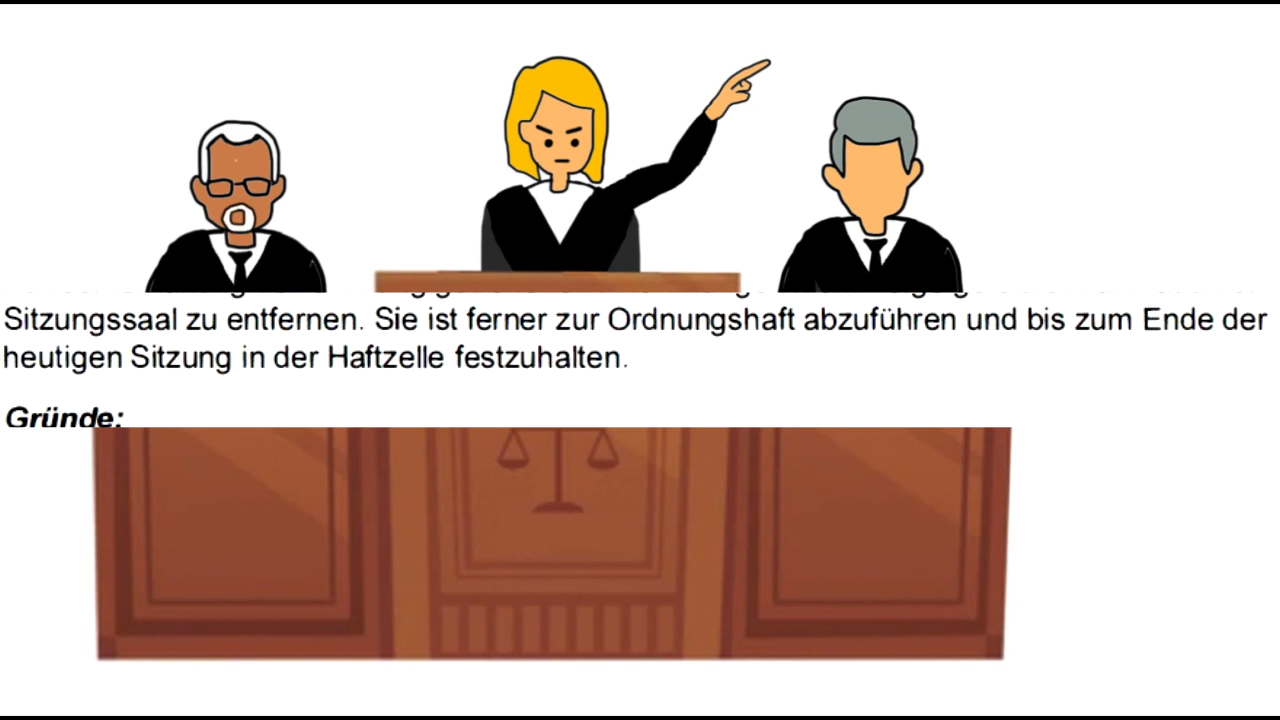 Sitzungssaal zu entfernen. Sie ist ferner zur Ordnungshaft abzuführen und bis zum Ende der
heutigen Sitzung in der Haftzelle festzuhalten.
Gründe: